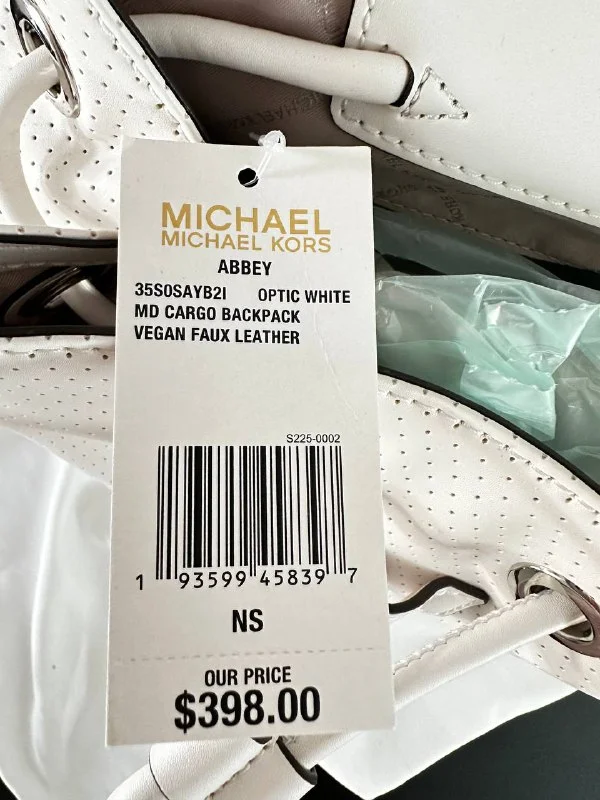 MICHAEL
MICHAEL KORS
ABBEY
35S0SAYB2I OPTIC WHITE
MD CARGO BACKPACK
VEGAN FAUX LEATHER
S225-0002
1 93599 45839 7
NS
OUR PRICE
$398.00